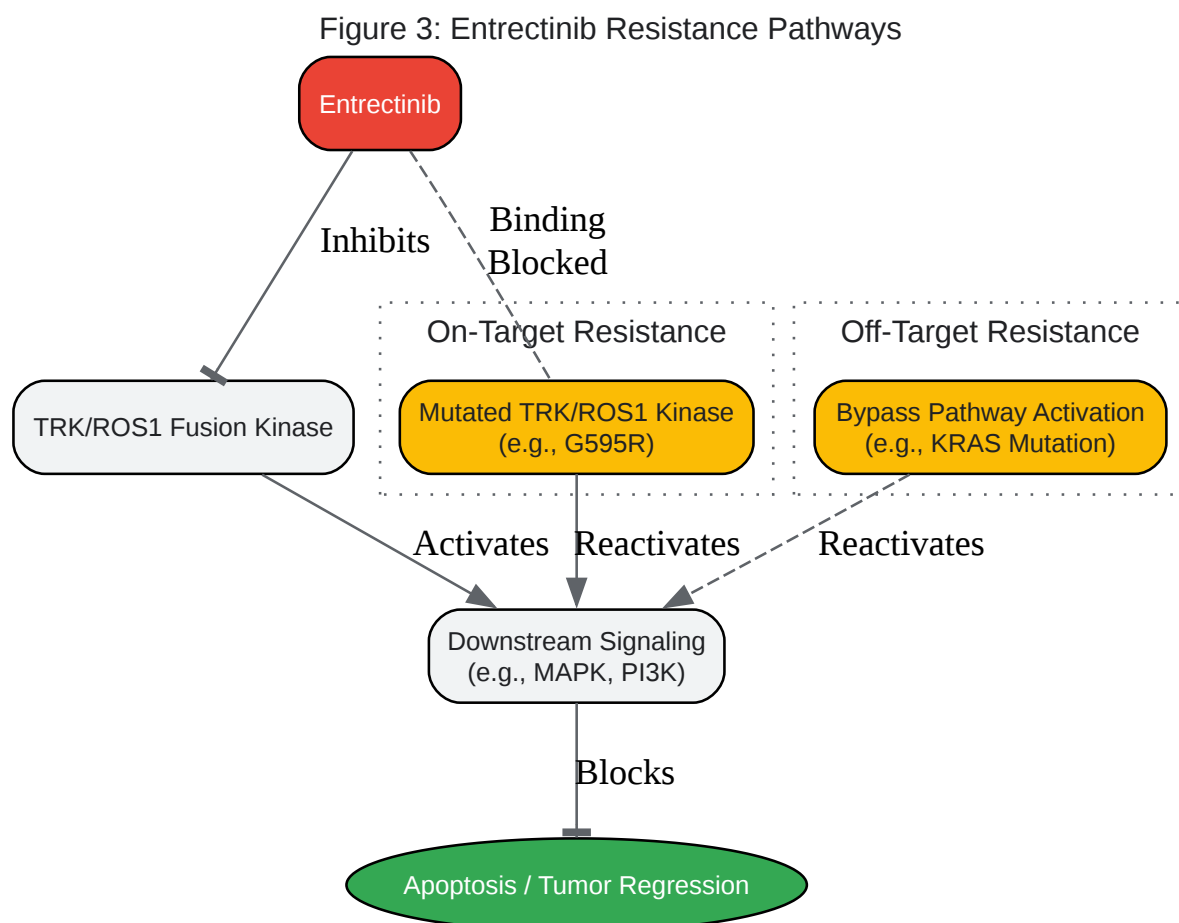 Figure 3: Entrectinib Resistance Pathways
Entrectinib
Inhibits
Binding
Blocked
On-Target Resistance
Off-Target Resistance
TRK/ROS1 Fusion Kinase
Mutated TRK/ROS1 Kinase
(e.g., G595R)
Bypass Pathway Activation
(e.g., KRAS Mutation)
Activates
Reactivates
Reactivates
Downstream Signaling
(e.g., MAPK, PI3K)
Blocks
Apoptosis / Tumor Regression